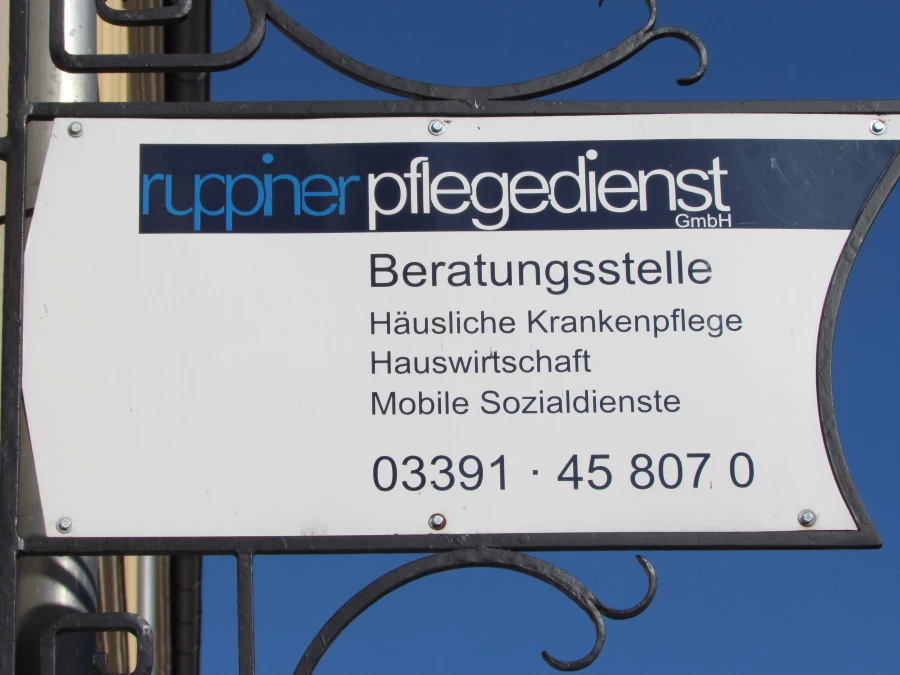 ruppiner pflegedienst
GmbH
Beratungsstelle
Häusliche Krankenpflege
Hauswirtschaft
Mobile Sozialdienste
03391 · 45 807 0